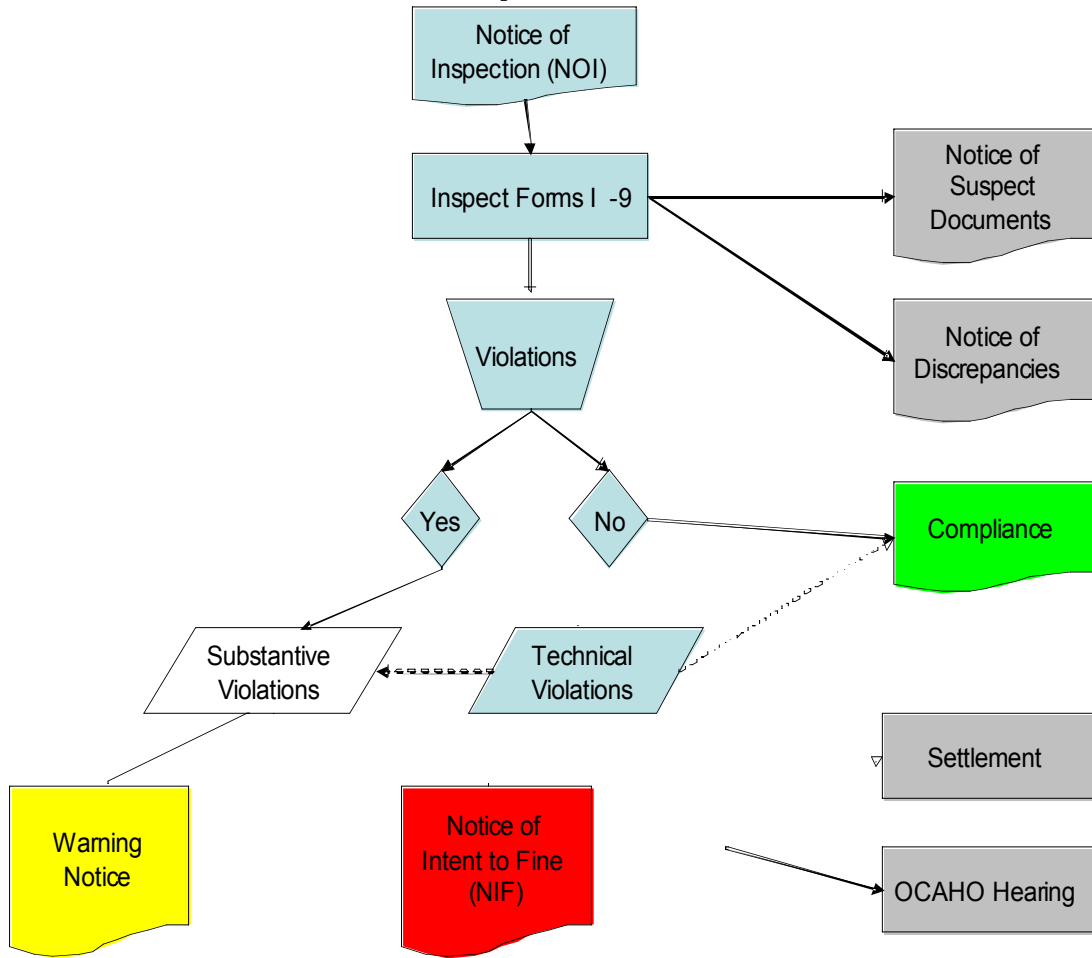 Notice of
Inspection (NOI)
Inspect Forms I -9
Notice of
Suspect
Documents
Notice of
Discrepancies
Violations
Yes
No
Compliance
Substantive
Violations
Technical
Violations
Settlement
Warning
Notice
Notice of
Intent to Fine
(NIF)
OCAHO Hearing